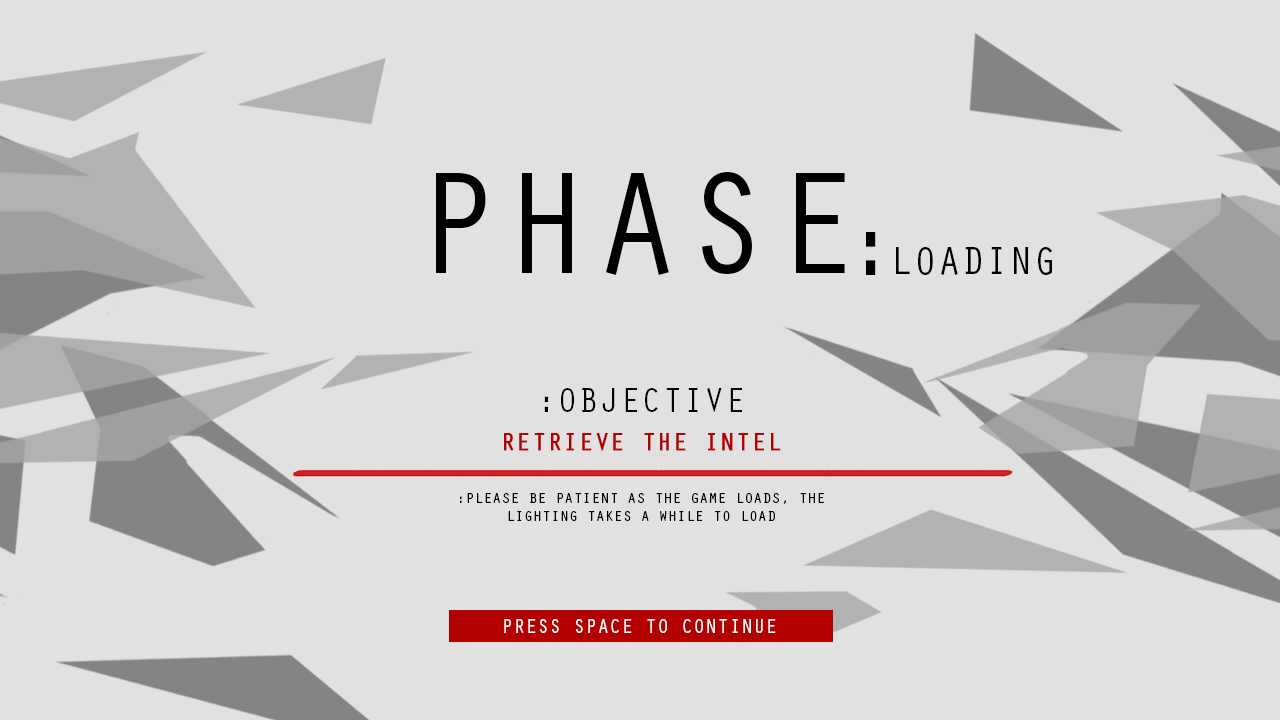 PHASE:LOADING
:OBJECTIVE
RETRIEVE THE INTEL
:PLEASE BE PATIENT AS THE GAME LOADS, THE
LIGHTING TAKES A WHILE TO LOAD
PRESS SPACE TO CONTINUE